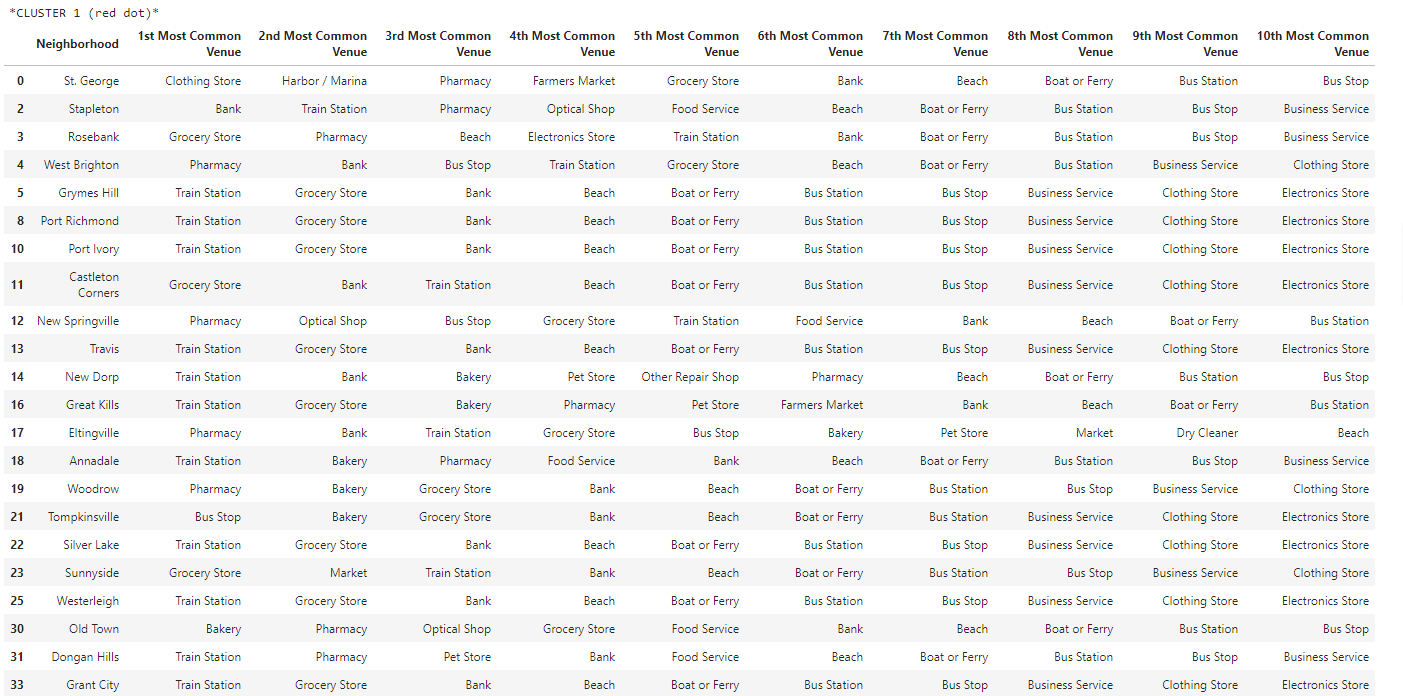 *CLUSTER 1 (red dot)*
Neighborhood 1st Most Common Venue 2nd Most Common Venue 3rd Most Common Venue 4th Most Common Venue 5th Most Common Venue 6th Most Common Venue 7th Most Common Venue 8th Most Common Venue 9th Most Common Venue 10th Most Common Venue
0 St. George Clothing Store Harbor / Marina Pharmacy Farmers Market Grocery Store Bank Beach Boat or Ferry Bus Station Bus Stop
2 Stapleton Bank Train Station Pharmacy Optical Shop Food Service Beach Boat or Ferry Bus Station Bus Stop Business Service
3 Rosebank Grocery Store Pharmacy Beach Electronics Store Train Station Bank Boat or Ferry Bus Station Bus Stop Business Service
4 West Brighton Pharmacy Bank Bus Stop Train Station Grocery Store Beach Boat or Ferry Bus Station Business Service Clothing Store
5 Grymes Hill Train Station Grocery Store Bank Beach Boat or Ferry Bus Station Bus Stop Business Service Clothing Store Electronics Store
8 Port Richmond Train Station Grocery Store Bank Beach Boat or Ferry Bus Station Bus Stop Business Service Clothing Store Electronics Store
10 Port Ivory Train Station Grocery Store Bank Beach Boat or Ferry Bus Station Bus Stop Business Service Clothing Store Electronics Store
11 Castleton Corners Grocery Store Bank Train Station Beach Boat or Ferry Bus Station Bus Stop Business Service Clothing Store Electronics Store
12 New Springville Pharmacy Optical Shop Bus Stop Grocery Store Train Station Food Service Bank Beach Boat or Ferry Bus Station
13 Travis Train Station Grocery Store Bank Beach Boat or Ferry Bus Station Bus Stop Business Service Clothing Store Electronics Store
14 New Dorp Train Station Bank Bakery Pet Store Other Repair Shop Pharmacy Beach Boat or Ferry Bus Station Bus Stop
16 Great Kills Train Station Grocery Store Bakery Pharmacy Pet Store Farmers Market Bank Beach Boat or Ferry Bus Station
17 Eltingville Pharmacy Bank Train Station Grocery Store Bus Stop Bakery Pet Store Market Dry Cleaner Beach
18 Annadale Train Station Bakery Pharmacy Food Service Bank Beach Boat or Ferry Bus Station Bus Stop Business Service
19 Woodrow Pharmacy Bakery Grocery Store Bank Beach Boat or Ferry Bus Station Bus Stop Business Service Clothing Store
21 Tompkinsville Bus Stop Bakery Grocery Store Bank Beach Boat or Ferry Bus Station Business Service Clothing Store Electronics Store
22 Silver Lake Train Station Grocery Store Bank Beach Boat or Ferry Bus Station Bus Stop Business Service Clothing Store Electronics Store
23 Sunnyside Grocery Store Market Train Station Bank Beach Boat or Ferry Bus Station Bus Stop Business Service Clothing Store
25 Westerleigh Train Station Grocery Store Bank Beach Boat or Ferry Bus Station Bus Stop Business Service Clothing Store Electronics Store
30 Old Town Bakery Pharmacy Optical Shop Grocery Store Food Service Bank Beach Boat or Ferry Bus Station Bus Stop
31 Dongan Hills Train Station Pharmacy Pet Store Bank Food Service Beach Boat or Ferry Bus Station Bus Stop Business Service
33 Grant City Train Station Grocery Store Bank Beach Boat or Ferry Bus Station Bus Stop Business Service Clothing Store Electronics Store